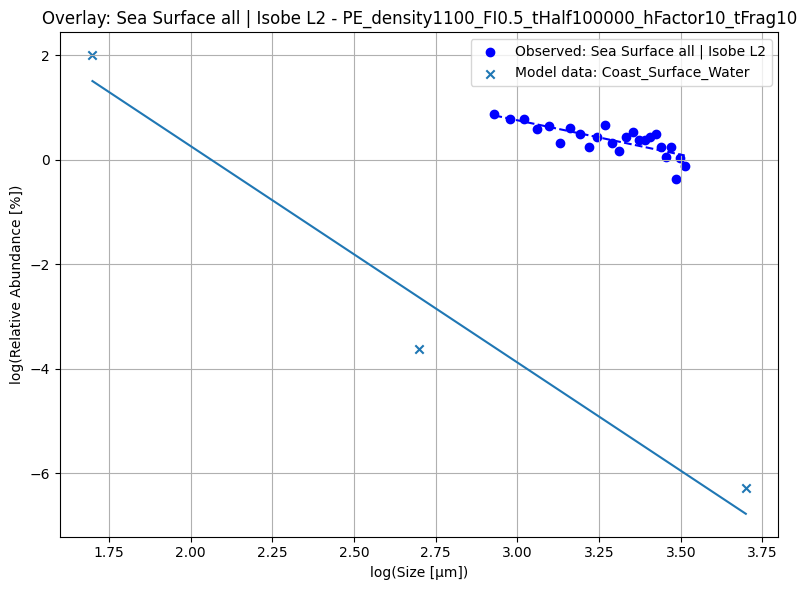 Overlay: Sea Surface all | Isobe L2 - PE_density1100_FI0.5_tHalf100000_hFactor10_tFrag10
Observed: Sea Surface all | Isobe L2
Model data: Coast_Surface_Water
log(Relative Abundance [%])
2
0
−2
−4
−6
1.75
2.00
2.25
2.50
2.75
3.00
3.25
3.50
3.75
log(Size [μm])